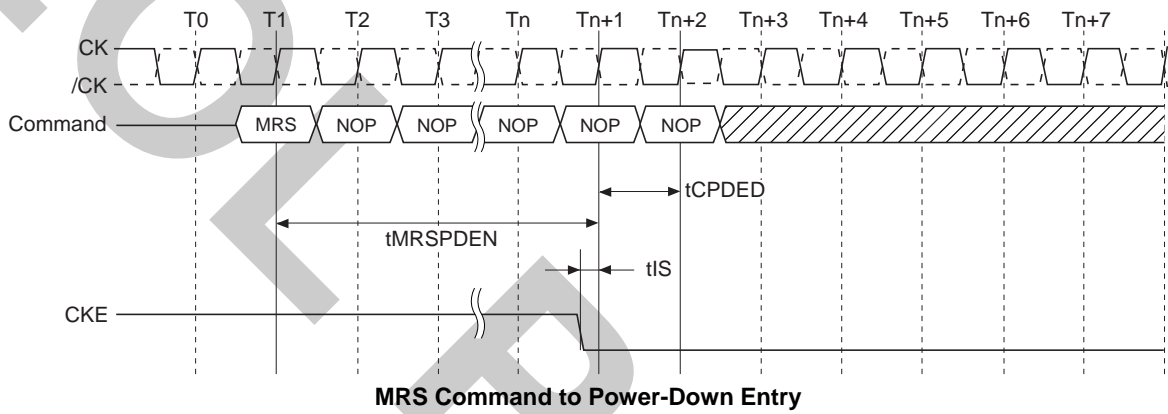 T0 T1 T2 T3 Tn Tn+1 Tn+2 Tn+3 Tn+4 Tn+5 Tn+6 Tn+7
CK
/CK
Command MRS NOP NOP NOP NOP NOP
tCPDED
tMRSPDEN
tIS
CKE
MRS Command to Power-Down Entry